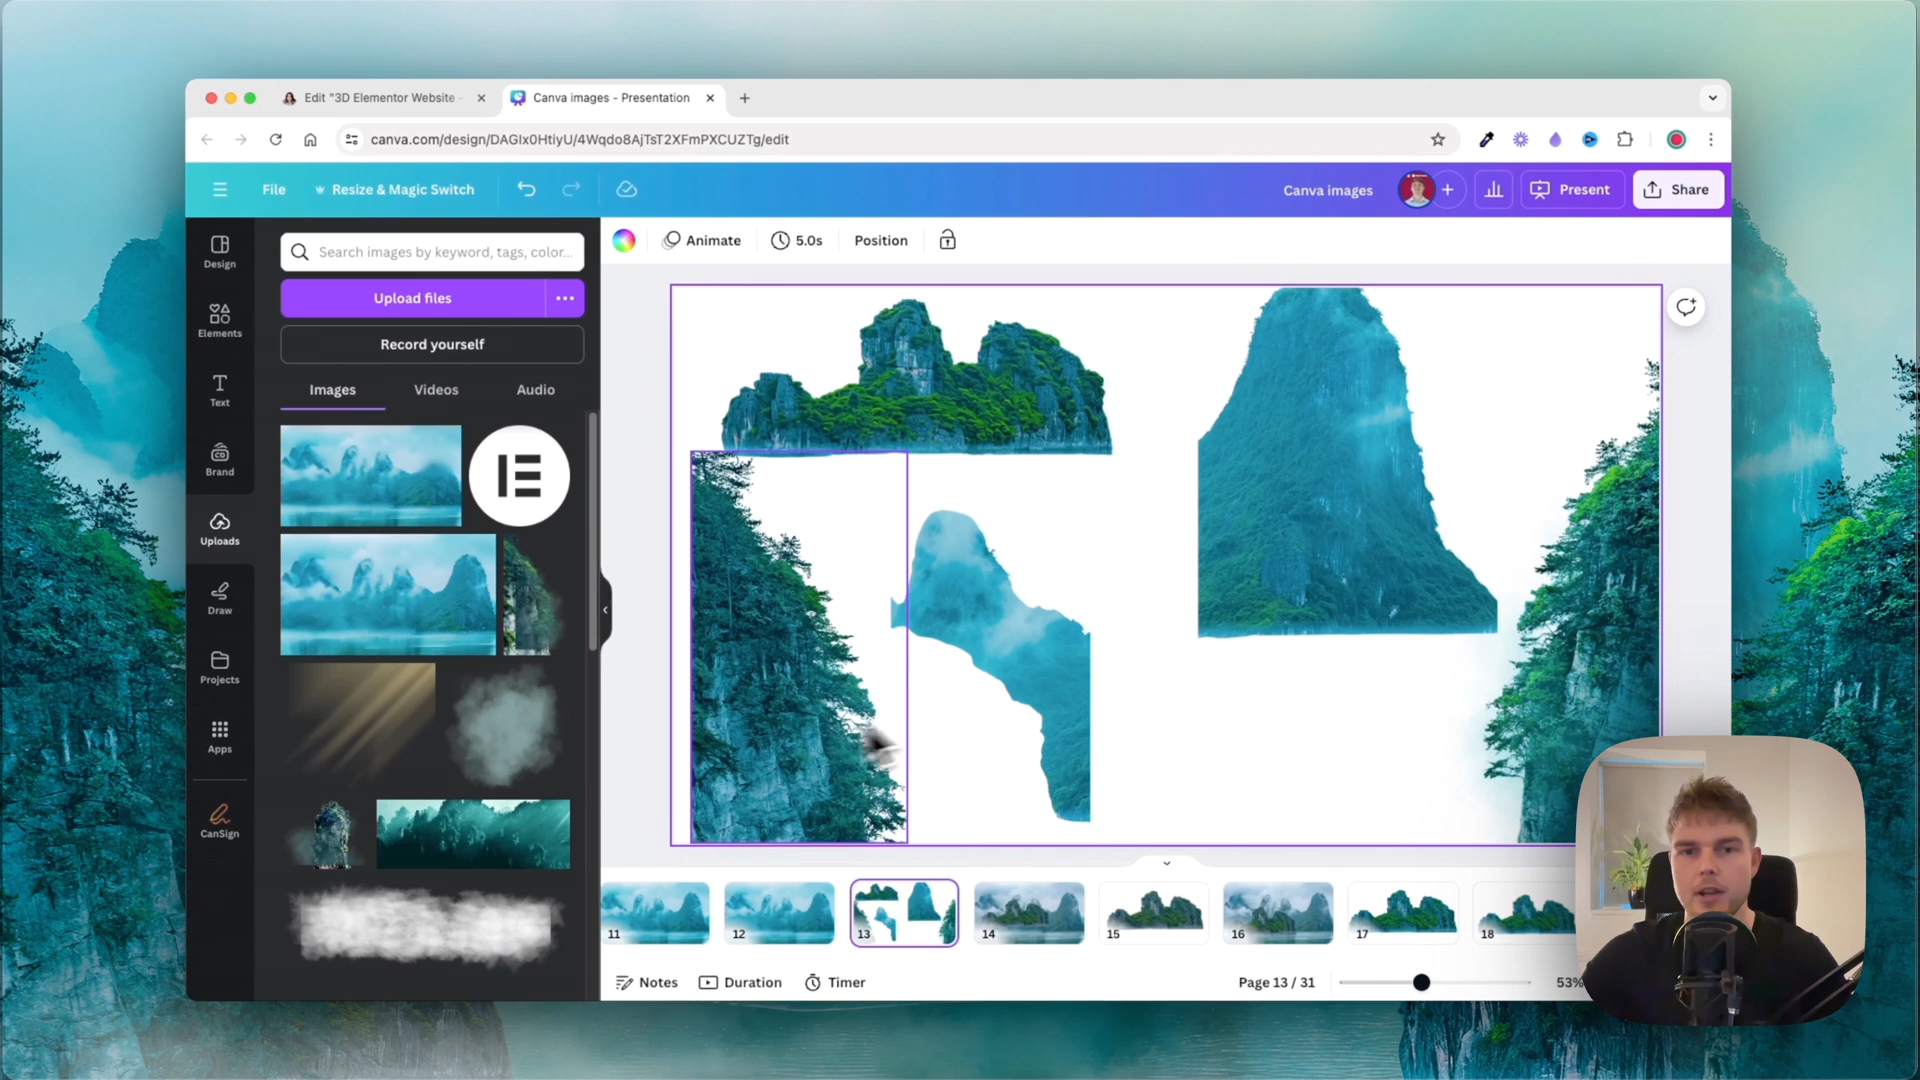 Edit "3D Elementor Website -
Canva images - Presentation
canva.com/design/DAGIx0HtiyU/4Wqdo8AjTsT2XFmPXCUZTg/edit
File
Resize & Magic Switch
Canva images
Present
Share
Design
Elements
Text
Brand
Uploads
Draw
Projects
Apps
CanSign
Search images by keyword, tags, color...
Upload files
Record yourself
Images
Videos
Audio
Animate
5.0s
Position
11
12
13
14
15
16
17
18
Notes
Duration
Timer
Page 13 / 31
53%